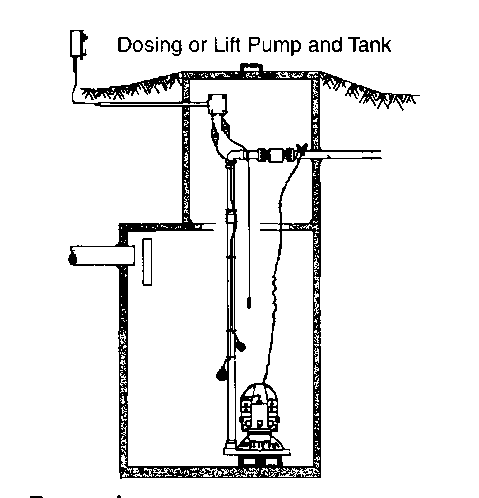 Dosing or Lift Pump and Tank